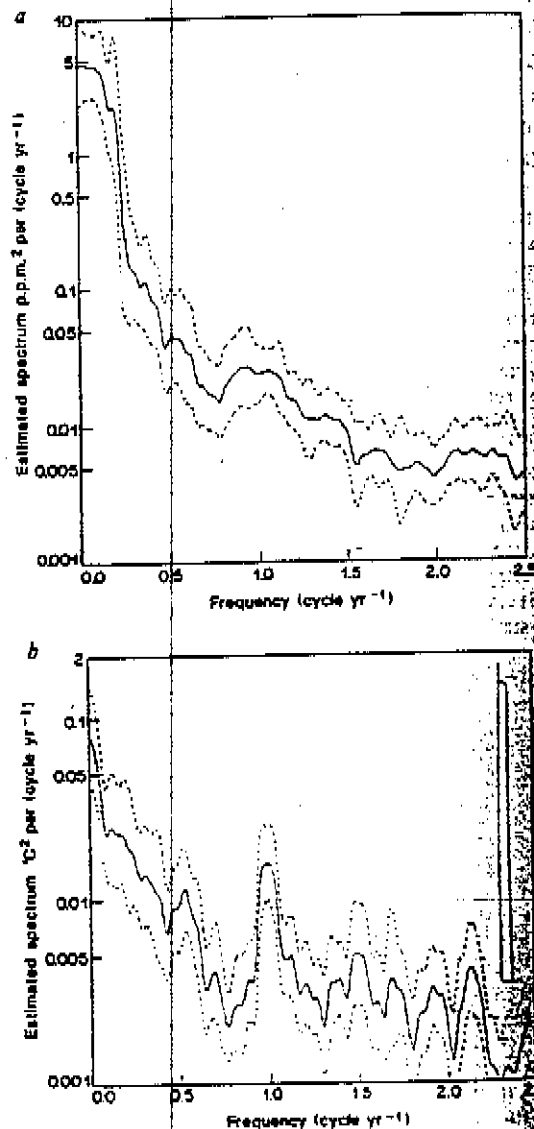 a
10
5
1
0.5
0.1
0.05
0.01
0.005
0.001
Estimated spectrum p.p.m.² per (cycle yr⁻¹)
0.0 0.5 1.0 1.5 2.0 2.5
Frequency (cycle yr⁻¹)
b
2
0.1
0.05
0.01
0.005
0.001
Estimated spectrum °C² per (cycle yr⁻¹)
0.0 0.5 1.0 1.5 2.0
Frequency (cycle yr⁻¹)